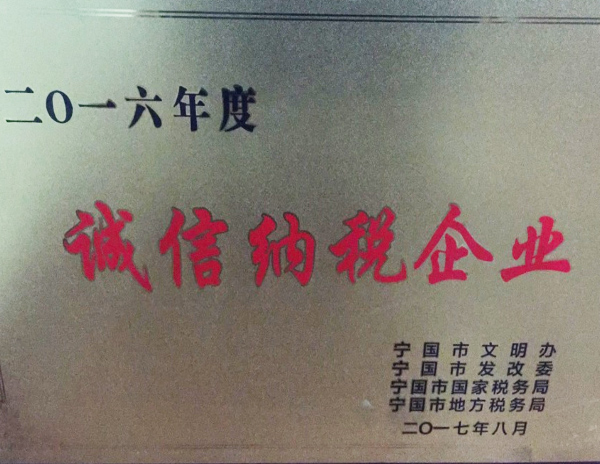 二〇一六年度
诚信纳税企业
宁国市文明办
宁国市发改委
宁国市国家税务局
宁国市地方税务局
二〇一七年八月